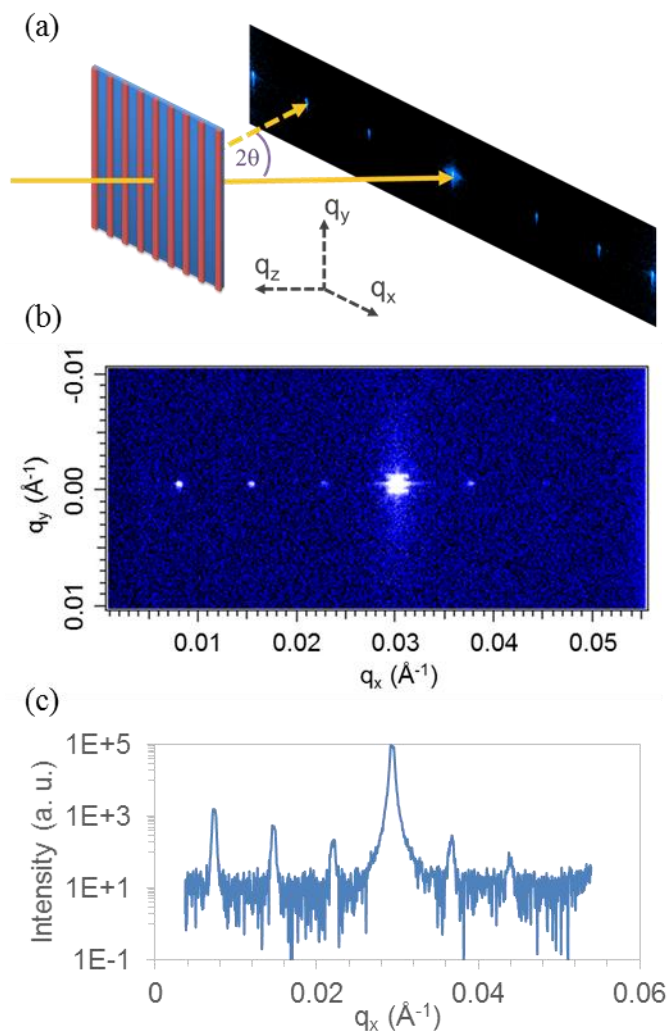 (a)
2θ
q_y
q_z
q_x
(b)
-0.01
0.00
0.01
q_y (Å⁻¹)
0.01 0.02 0.03 0.04 0.05
q_x (Å⁻¹)
(c)
1E+5
1E+3
1E+1
1E-1
Intensity (a. u.)
0 0.02 0.04 0.06
q_x (Å⁻¹)